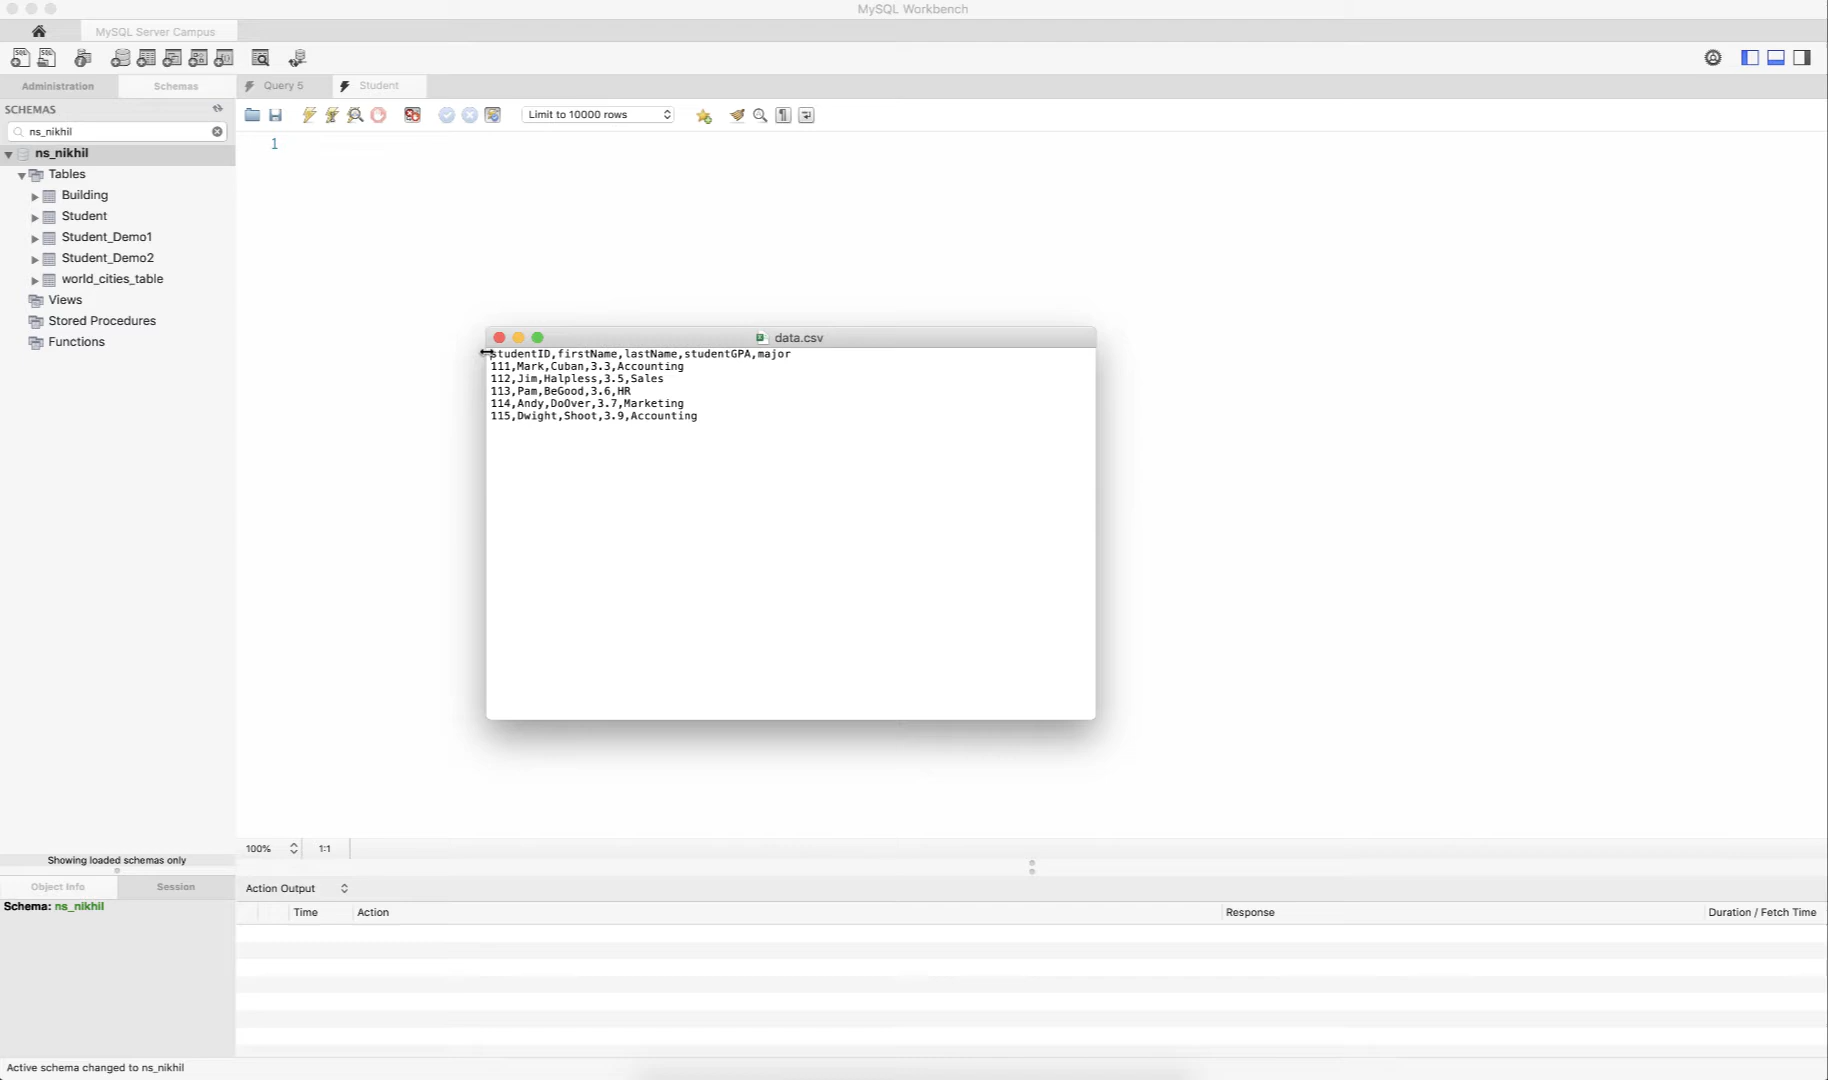 MySQL Workbench
MySQL Server Campus
Administration
Schemas
Query 5
Student
SCHEMAS
ns_nikhil
Limit to 10000 rows
1
ns_nikhil
Tables
Building
Student
Student_Demo1
Student_Demo2
world_cities_table
Views
Stored Procedures
Functions
data.csv
studentID,firstName,lastName,studentGPA,major
111,Mark,Cuban,3.3,Accounting
112,Jim,Halpless,3.5,Sales
113,Pam,BeGood,3.6,HR
114,Andy,DoOver,3.7,Marketing
115,Dwight,Shoot,3.9,Accounting
100%
1:1
Showing loaded schemas only
Object Info
Session
Action Output
Schema: ns_nikhil
Time
Action
Response
Duration / Fetch Time
Active schema changed to ns_nikhil